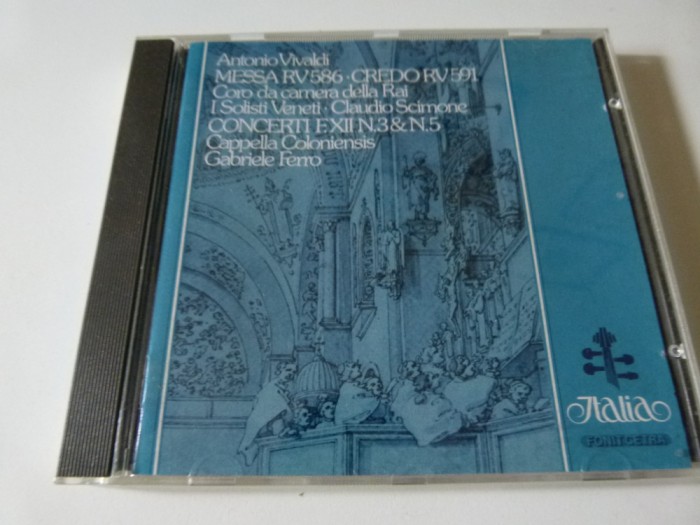 Antonio Vivaldi
MESSA RV 586 · CREDO RV 591
Coro da camera della Rai
I Solisti Veneti · Claudio Scimone
CONCERTI F.XII N.3 & N.5
Cappella Coloniensis
Gabriele Ferro
Italia
FONIT CETRA